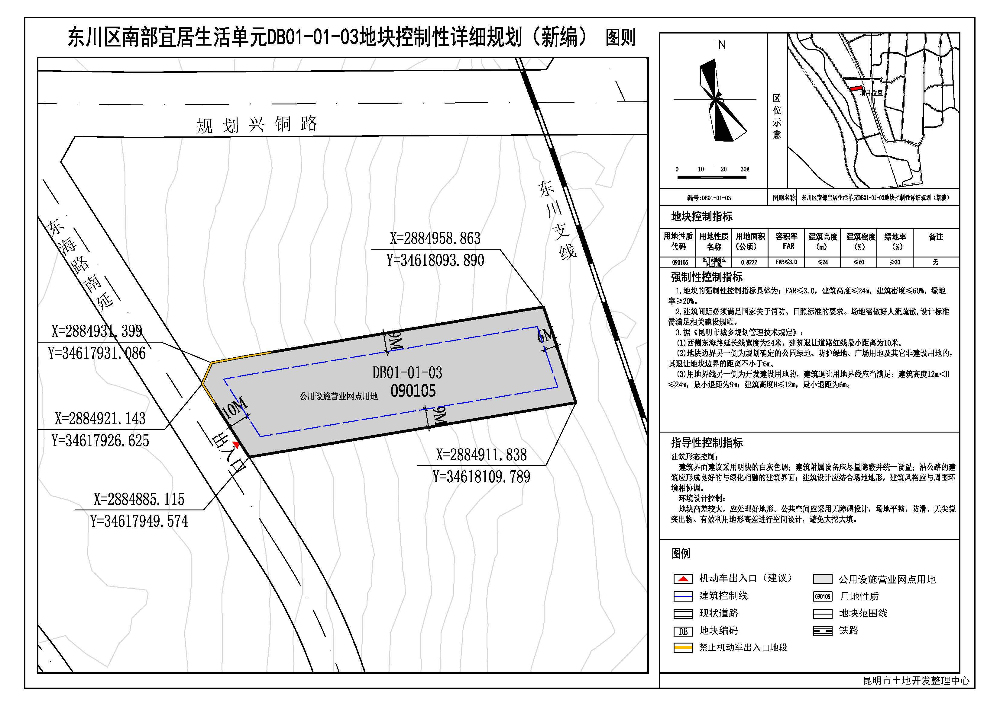 东川区南部宜居生活单元DB01-01-03地块控制性详细规划（新编） 图则
规划兴铜路
东海路南延
东川支线
X=2884958.863
Y=34618093.890
X=2884931.399
Y=34617931.086
X=2884921.143
Y=34617926.625
X=2884885.115
Y=34617949.574
X=2884911.838
Y=34618109.789
9M
6M
10M
9M
DB01-01-03
090105
公用设施营业网点用地
出入口
N
0 10 20 30M
区位示意
项目位置
编号:DB01-01-03
图则名称
东川区南部宜居生活单元DB01-01-03地块控制性详细规划（新编）
地块控制指标
用地性质代码 用地性质名称 用地面积（公顷） 容积率FAR 建筑高度（m） 建筑密度（%） 绿地率（%） 备注
090105 公用设施营业网点用地 0.8222 FAR≤3.0 ≤24 ≤60 ≥20 无
强制性控制指标
1.地块的强制性控制指标具体为：FAR≤3.0，建筑高度≤24m，建筑密度≤60%，绿地
率≥20%。
2.建筑间距必须满足国家关于消防、日照标准的要求。场地需做好人流疏散,设计标准
需满足相关建设规范。
3.据《昆明市城乡规划管理技术规定》：
(1)西侧东海路延长线宽度为24米，建筑退让道路红线最小距离为10米。
(2)地块边界另一侧为规划确定的公园绿地、防护绿地、广场用地及其它非建设用地的，
其退让地块边界的距离不小于6m。
(3)用地界线另一侧为开发建设用地的，建筑退让用地界线应当满足：建筑高度12m＜H
≤24m，最小退距为9m；建筑高度H≤12m，最小退距为6m。
指导性控制指标
建筑形态控制：
建筑界面建议采用明快的白灰色调；建筑附属设备应尽量隐蔽并统一设置；沿公路的建
筑应形成良好的与绿化相融的建筑界面；建筑设计应结合场地地形，建筑风格应与周围环
境相协调。
环境设计控制：
地块高差较大，应处理好地形。公共空间应采用无障碍设计，场地平整，防滑、无尖锐
突出物。有效利用地形高差进行空间设计，避免大挖大填。
图例
机动车出入口（建议）
建筑控制线
现状道路
DB 地块编码
禁止机动车出入口地段
公用设施营业网点用地
090105 用地性质
地块范围线
铁路
昆明市土地开发整理中心